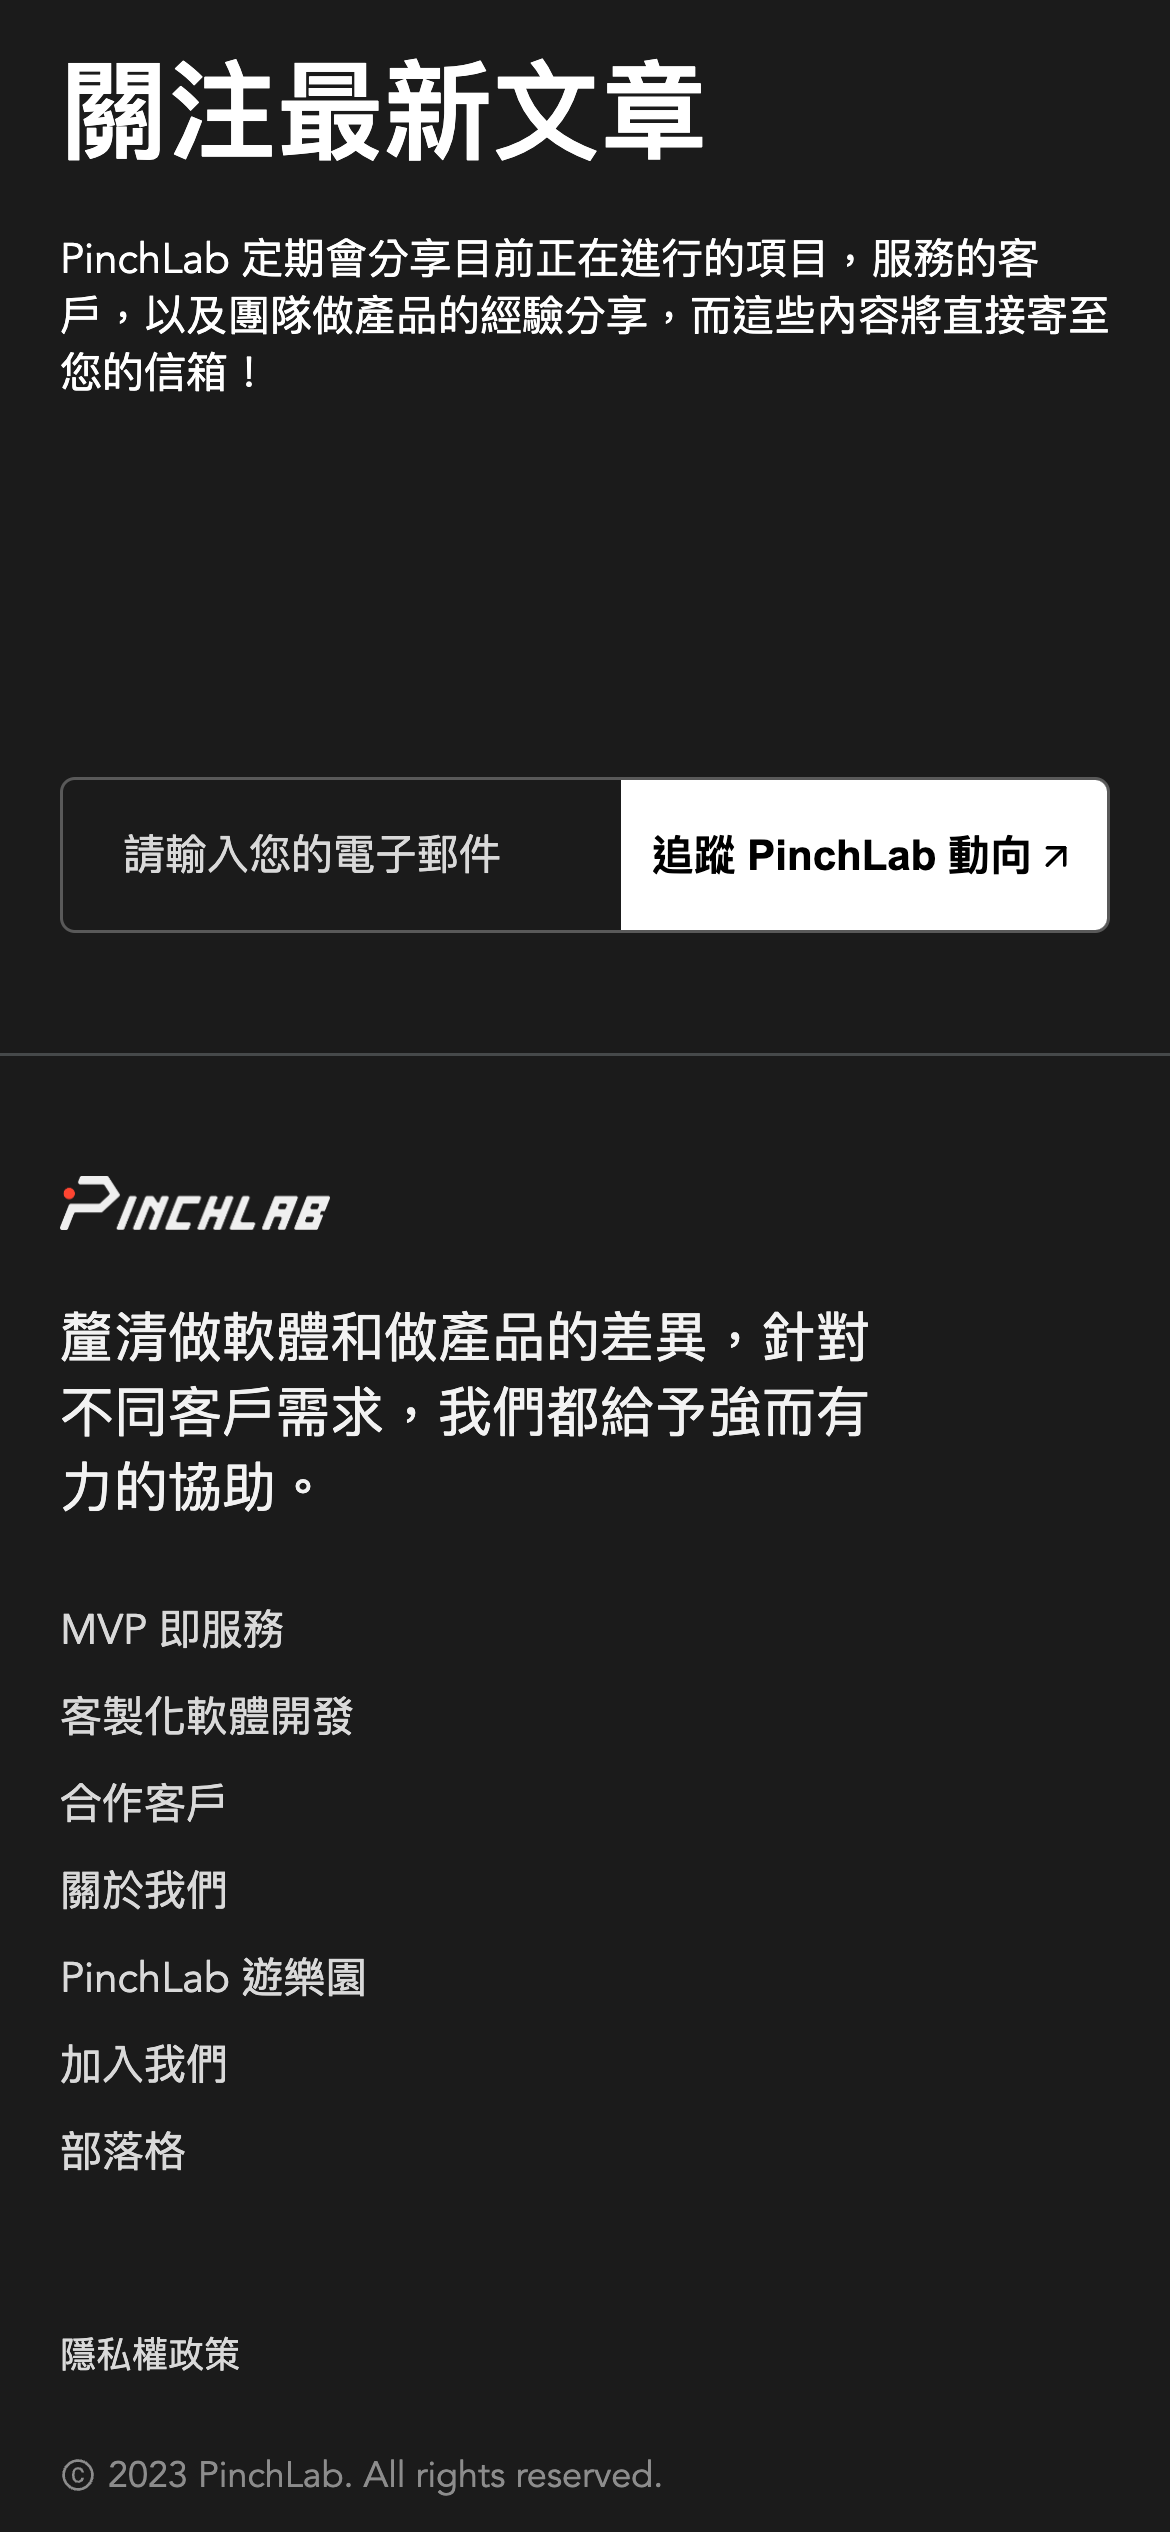 關注最新文章
PinchLab 定期會分享目前正在進行的項目，服務的客
戶，以及團隊做產品的經驗分享，而這些內容將直接寄至
您的信箱！
請輸入您的電子郵件
追蹤 PinchLab 動向
PINCHLAB
釐清做軟體和做產品的差異，針對
不同客戶需求，我們都給予強而有
力的協助。
MVP 即服務
客製化軟體開發
合作客戶
關於我們
PinchLab 遊樂園
加入我們
部落格
隱私權政策
© 2023 PinchLab. All rights reserved.